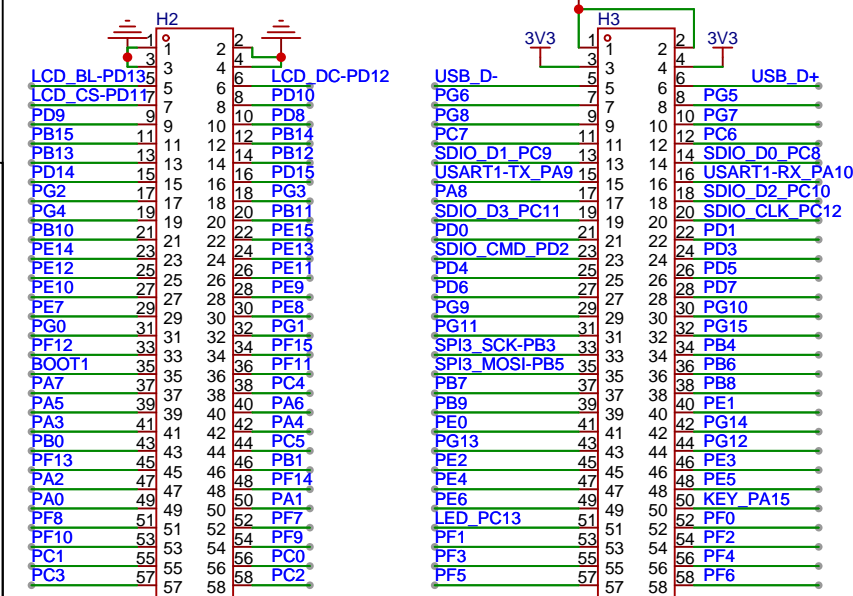 H2
1 1 2 2
3 3 4 4
LCD_BL-PD13 5 5 6 6 LCD_DC-PD12
LCD_CS-PD11 7 7 8 8 PD10
PD9 9 9 10 10 PD8
PB15 11 11 12 12 PB14
PB13 13 13 14 14 PB12
PD14 15 15 16 16 PD15
PG2 17 17 18 18 PG3
PG4 19 19 20 20 PB11
PB10 21 21 22 22 PE15
PE14 23 23 24 24 PE13
PE12 25 25 26 26 PE11
PE10 27 27 28 28 PE9
PE7 29 29 30 30 PE8
PG0 31 31 32 32 PG1
PF12 33 33 34 34 PF15
BOOT1 35 35 36 36 PF11
PA7 37 37 38 38 PC4
PA5 39 39 40 40 PA6
PA3 41 41 42 42 PA4
PB0 43 43 44 44 PC5
PF13 45 45 46 46 PB1
PA2 47 47 48 48 PF14
PA0 49 49 50 50 PA1
PF8 51 51 52 52 PF7
PF10 53 53 54 54 PF9
PC1 55 55 56 56 PC0
PC3 57 57 58 58 PC2
H3
1 1 2 2
3V3 3 3 4 4 3V3
USB_D- 5 5 6 6 USB_D+
PG6 7 7 8 8 PG5
PG8 9 9 10 10 PG7
PC7 11 11 12 12 PC6
SDIO_D1_PC9 13 13 14 14 SDIO_D0_PC8
USART1-TX_PA9 15 15 16 16 USART1-RX_PA10
PA8 17 17 18 18 SDIO_D2_PC10
SDIO_D3_PC11 19 19 20 20 SDIO_CLK_PC12
PD0 21 21 22 22 PD1
SDIO_CMD_PD2 23 23 24 24 PD3
PD4 25 25 26 26 PD5
PD6 27 27 28 28 PD7
PG9 29 29 30 30 PG10
PG11 31 31 32 32 PG15
SPI3_SCK-PB3 33 33 34 34 PB4
SPI3_MOSI-PB5 35 35 36 36 PB6
PB7 37 37 38 38 PB8
PB9 39 39 40 40 PE1
PE0 41 41 42 42 PG14
PG13 43 43 44 44 PG12
PE2 45 45 46 46 PE3
PE4 47 47 48 48 PE5
PE6 49 49 50 50 KEY_PA15
LED_PC13 51 51 52 52 PF0
PF1 53 53 54 54 PF2
PF3 55 55 56 56 PF4
PF5 57 57 58 58 PF6